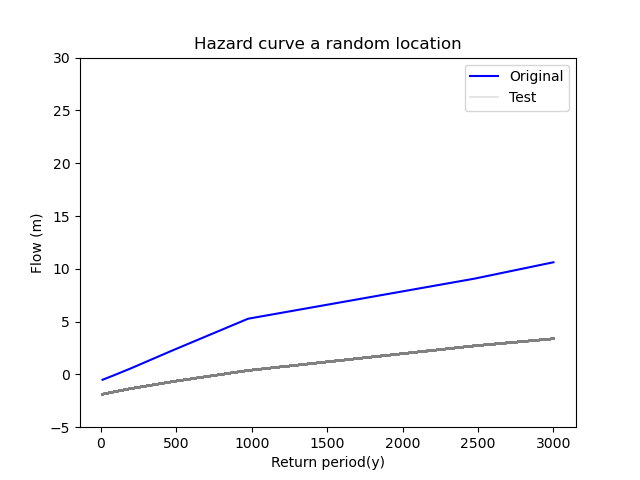 Hazard curve a random location
Original
Test
Flow (m)
30
25
20
15
10
5
0
−5
0 500 1000 1500 2000 2500 3000
Return period(y)